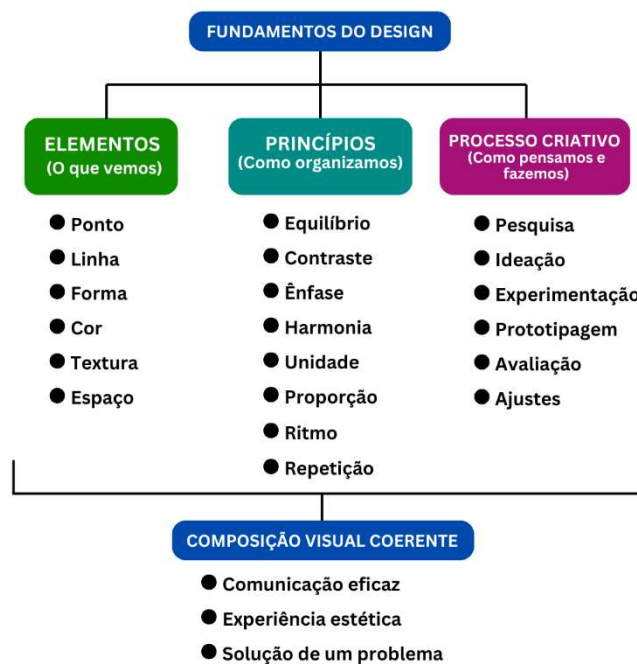 FUNDAMENTOS DO DESIGN
ELEMENTOS
(O que vemos)
Ponto
Linha
Forma
Cor
Textura
Espaço
PRINCÍPIOS
(Como organizamos)
Equilíbrio
Contraste
Ênfase
Harmonia
Unidade
Proporção
Ritmo
Repetição
PROCESSO CRIATIVO
(Como pensamos e
fazemos)
Pesquisa
Ideação
Experimentação
Prototipagem
Avaliação
Ajustes
COMPOSIÇÃO VISUAL COERENTE
Comunicação eficaz
Experiência estética
Solução de um problema